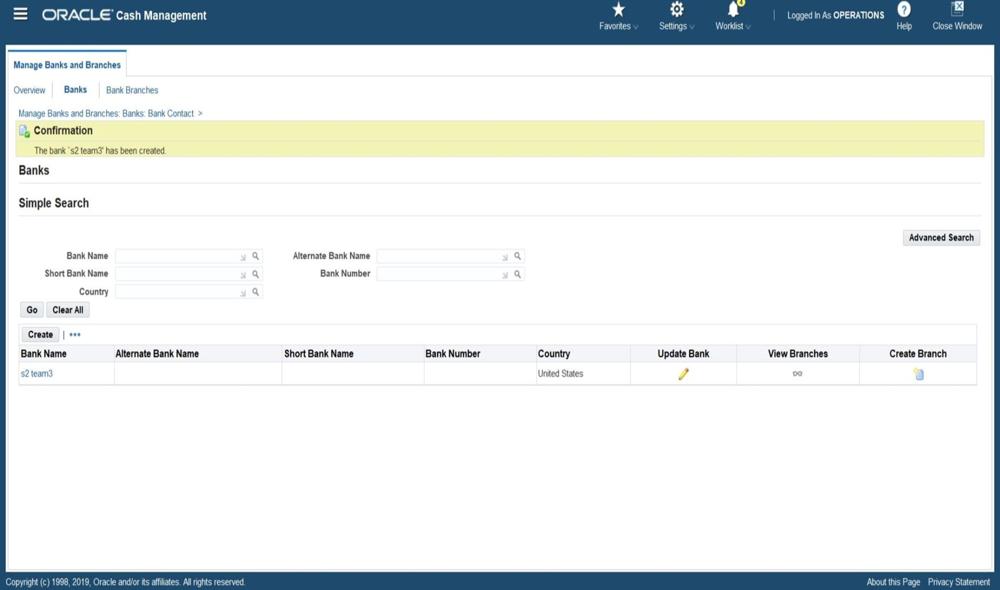 ORACLE Cash Management
4
Favorites Settings Worklist Logged In As OPERATIONS Help Close Window
Manage Banks and Branches
Overview Banks Bank Branches
Manage Banks and Branches: Banks: Bank Contact >
Confirmation
The bank `s2 team3' has been created.
Banks
Simple Search
Advanced Search
Bank Name Alternate Bank Name
Short Bank Name Bank Number
Country
Go Clear All
Create | •••
Bank Name Alternate Bank Name Short Bank Name Bank Number Country Update Bank View Branches Create Branch
s2 team3 United States
Copyright (c) 1998, 2019, Oracle and/or its affiliates. All rights reserved. About this Page Privacy Statement